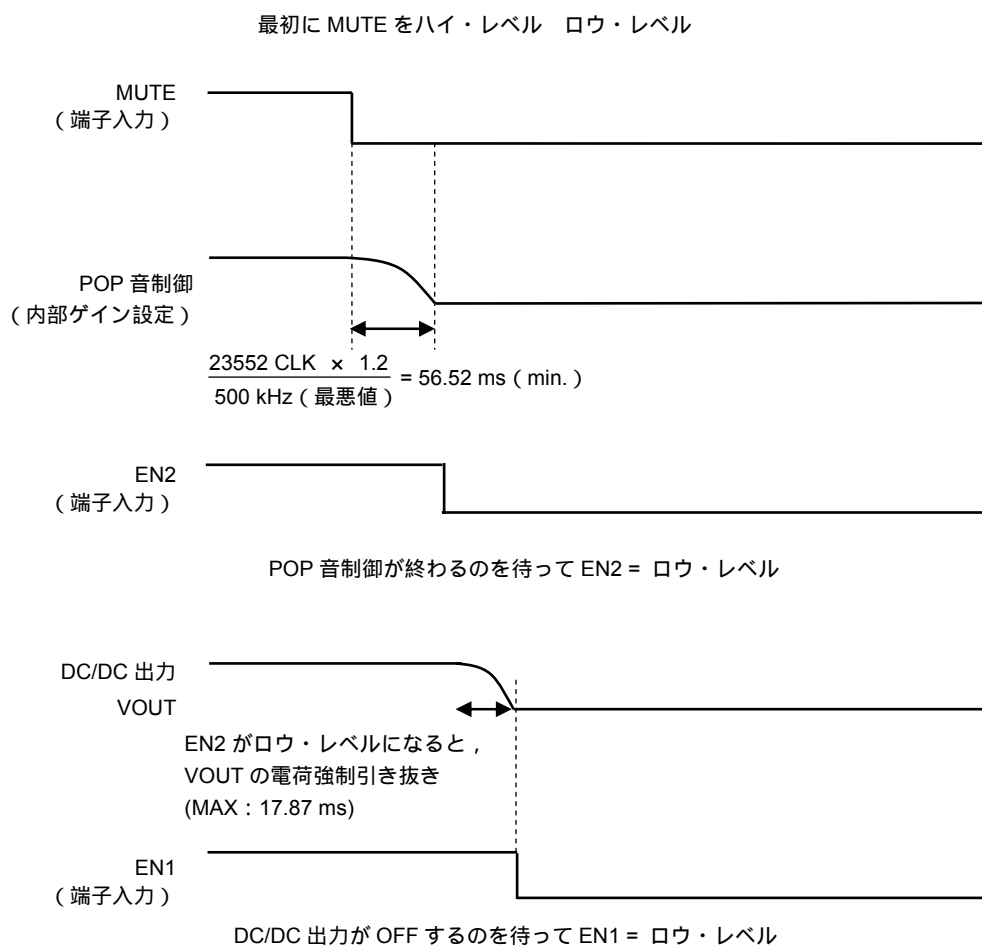 最初に MUTE をハイ・レベル　ロウ・レベル
MUTE
（端子入力）
POP 音制御
（内部ゲイン設定）
23552 CLK × 1.2
500 kHz（最悪値）
= 56.52 ms（min.）
EN2
（端子入力）
POP 音制御が終わるのを待って EN2 = ロウ・レベル
DC/DC 出力
VOUT
EN2 がロウ・レベルになると，
VOUT の電荷強制引き抜き
(MAX：17.87 ms)
EN1
（端子入力）
DC/DC 出力が OFF するのを待って EN1 = ロウ・レベル